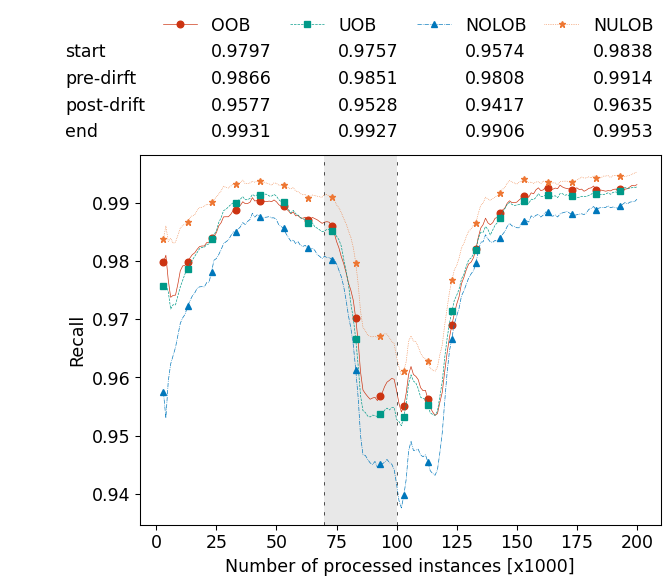 OOB UOB NOLOB NULOB
start 0.9797 0.9757 0.9574 0.9838
pre-dirft 0.9866 0.9851 0.9808 0.9914
post-drift 0.9577 0.9528 0.9417 0.9635
end 0.9931 0.9927 0.9906 0.9953
0.99
0.98
0.97
0.96
0.95
0.94
Recall
0 25 50 75 100 125 150 175 200
Number of processed instances [x1000]